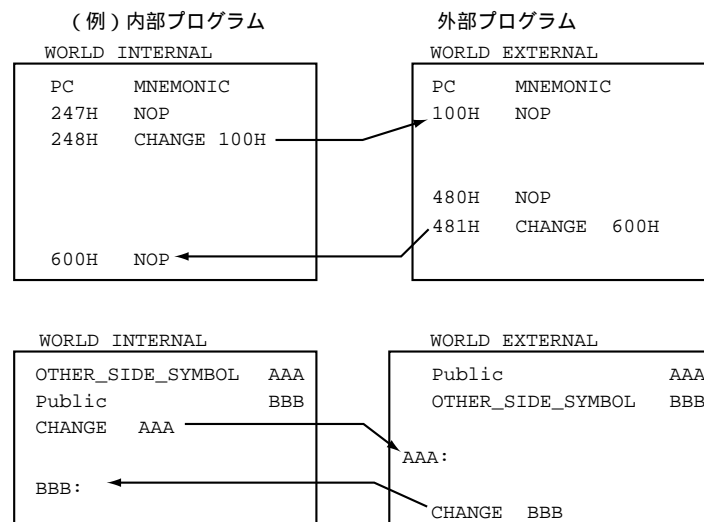 (例)内部プログラム
WORLD INTERNAL
PC MNEMONIC
247H NOP
248H CHANGE 100H
600H NOP
外部プログラム
WORLD EXTERNAL
PC MNEMONIC
100H NOP
480H NOP
481H CHANGE 600H
WORLD INTERNAL
OTHER_SIDE_SYMBOL AAA
Public BBB
CHANGE AAA
BBB:
WORLD EXTERNAL
Public AAA
OTHER_SIDE_SYMBOL BBB
AAA:
CHANGE BBB